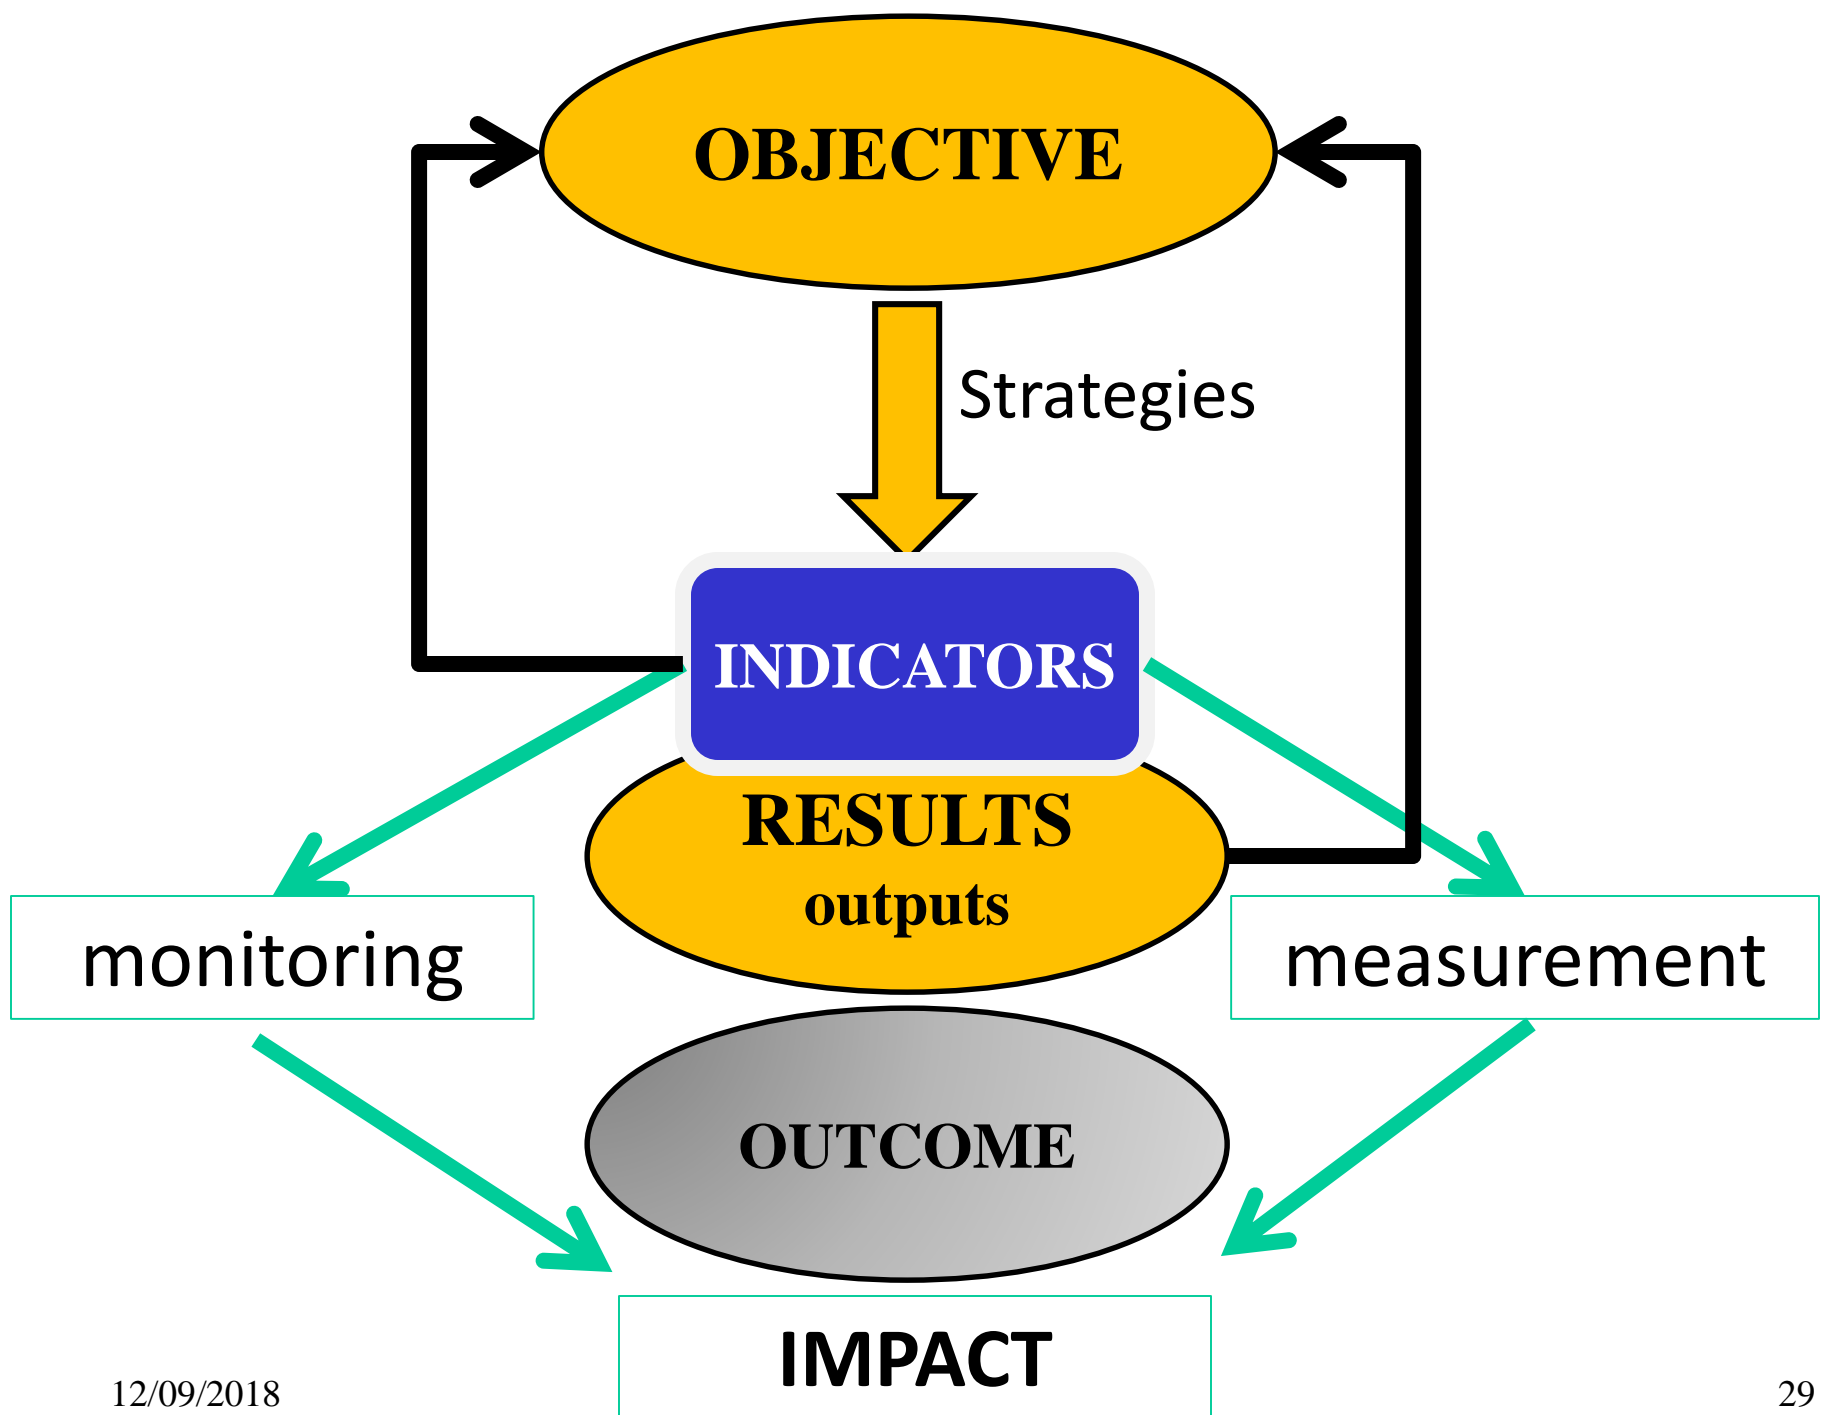 OBJECTIVE
Strategies
INDICATORS
RESULTS
outputs
monitoring
measurement
OUTCOME
IMPACT
12/09/2018
29